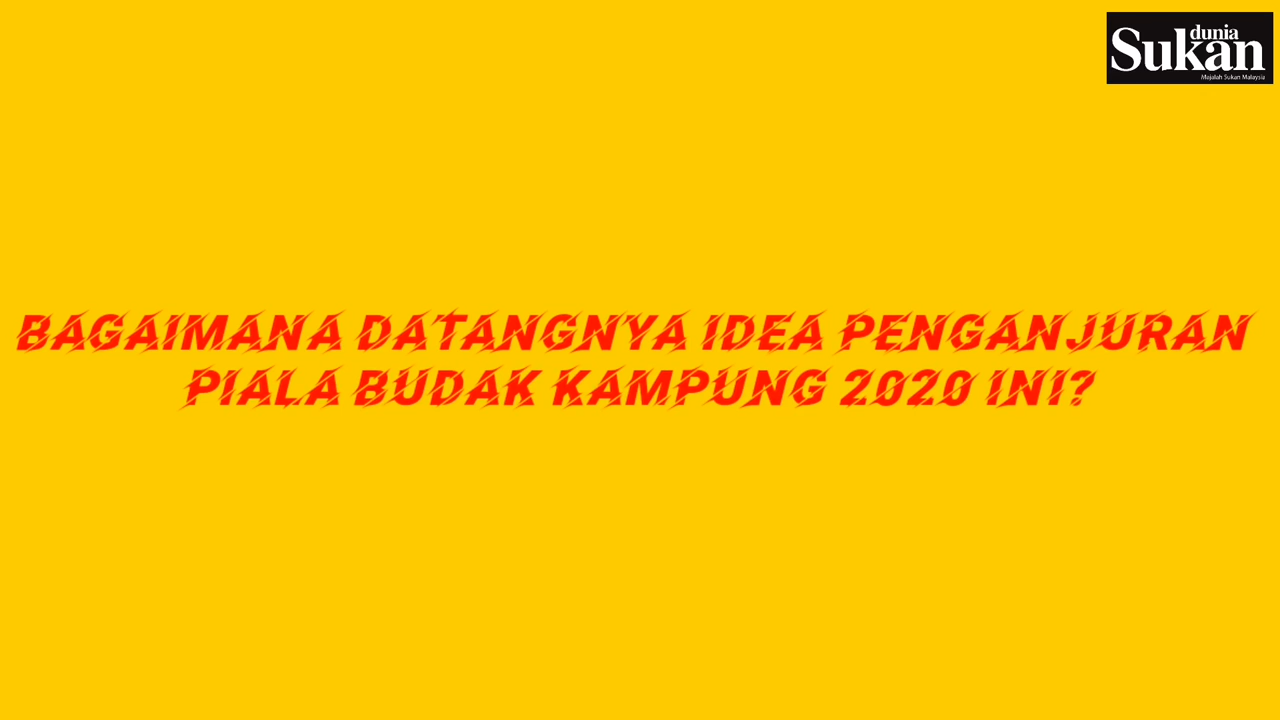 dunia
Sukan
Majalah Sukan Malaysia
BAGAIMANA DATANGNYA IDEA PENGANJURAN
PIALA BUDAK KAMPUNG 2020 INI?